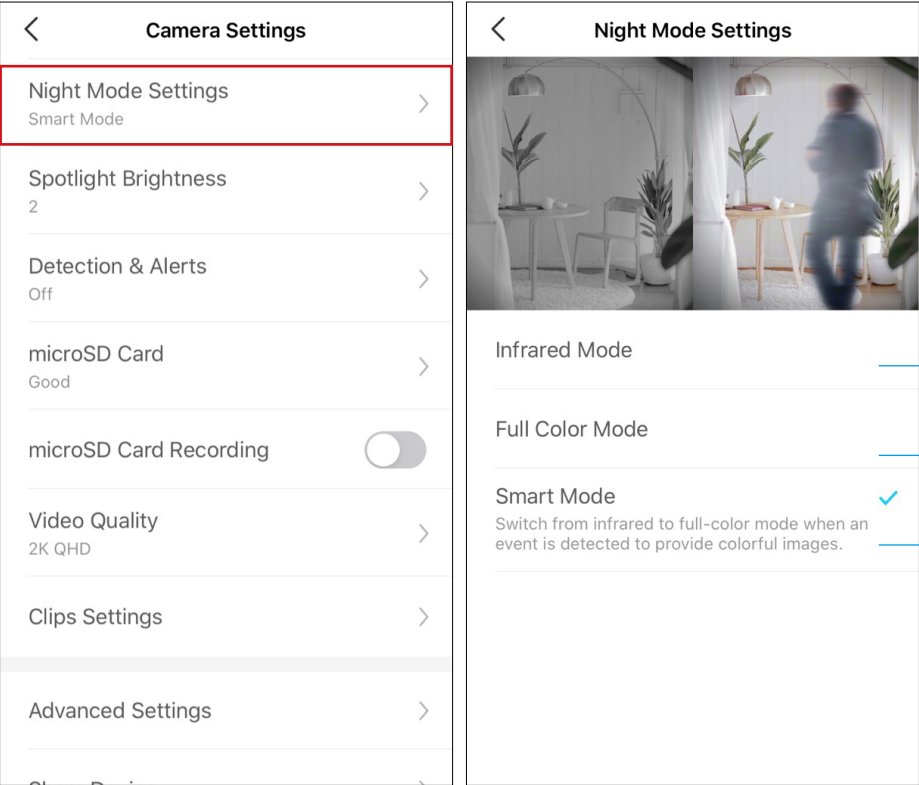 Camera Settings
Night Mode Settings
Smart Mode
Spotlight Brightness
2
Detection & Alerts
Off
microSD Card
Good
microSD Card Recording
Video Quality
2K QHD
Clips Settings
Advanced Settings
Night Mode Settings
Infrared Mode
Full Color Mode
Smart Mode
Switch from infrared to full-color mode when an
event is detected to provide colorful images.